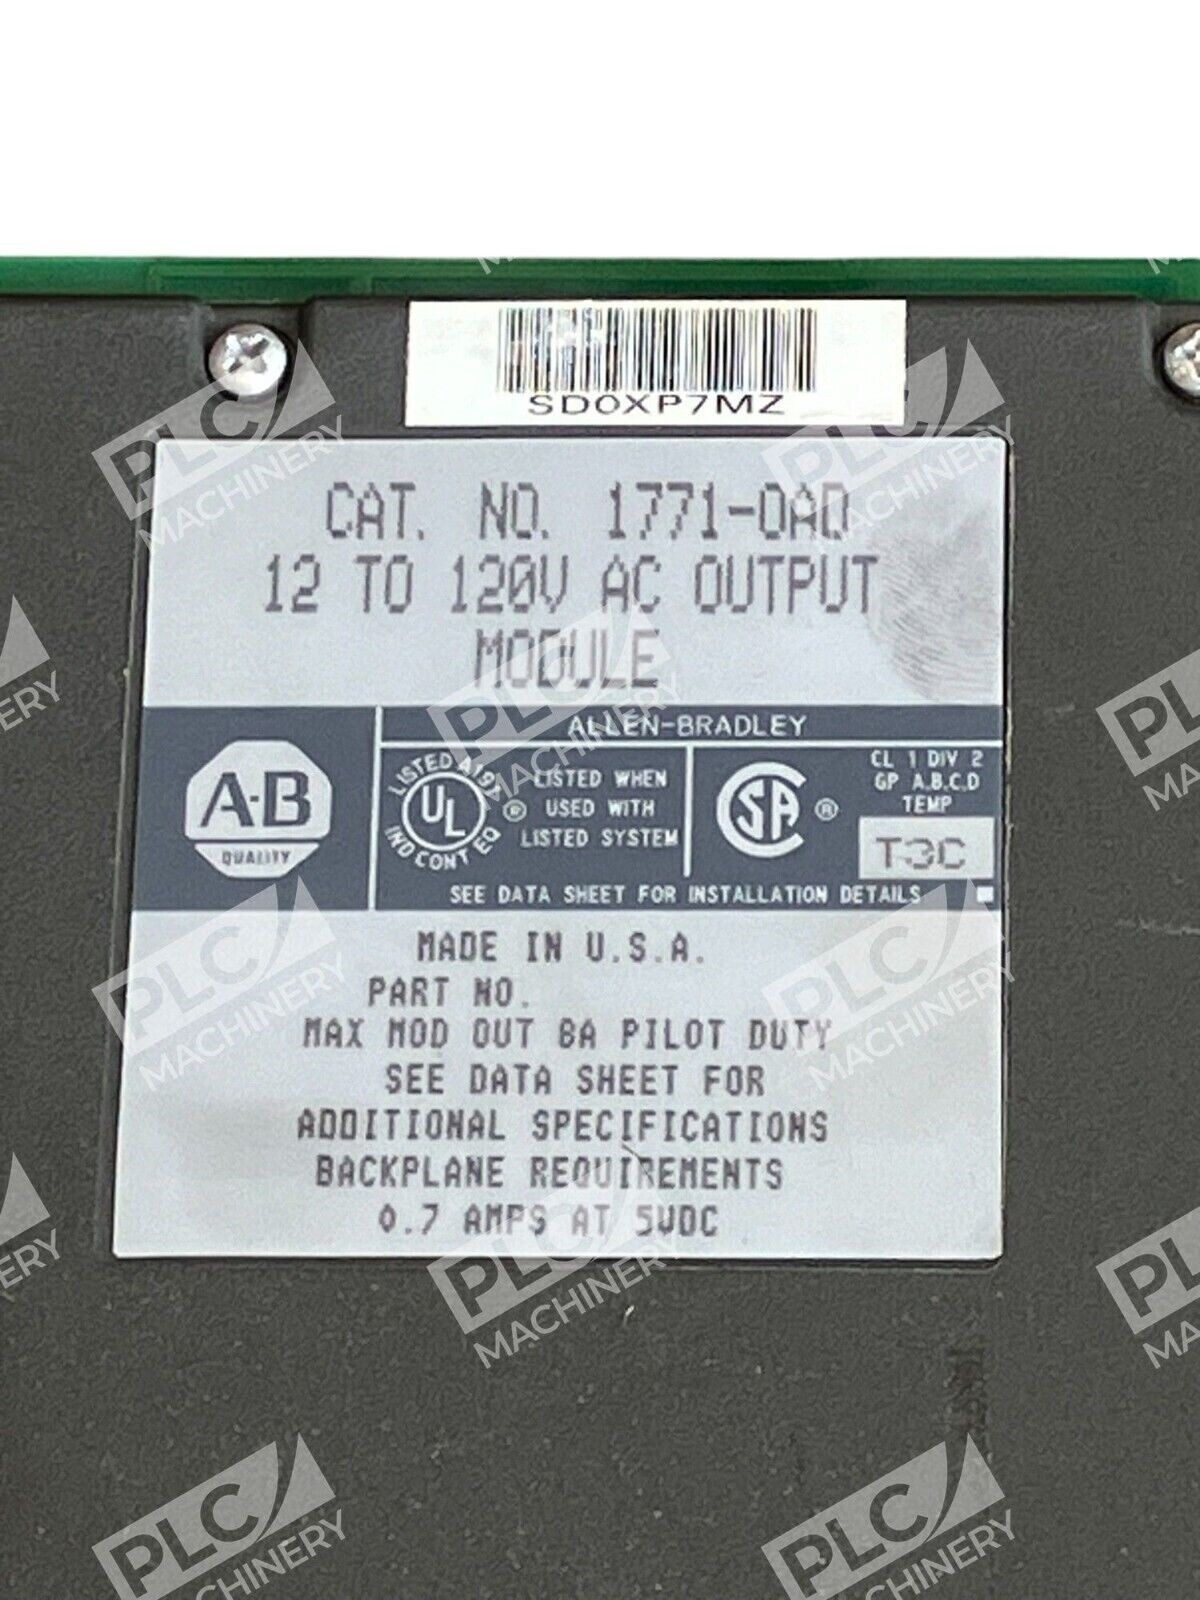 SD0XP7MZ
CAT. NO. 1771-OAD
12 TO 120V AC OUTPUT
MODULE
ALLEN-BRADLEY
A-B
QUALITY
LISTED A197
UL
IND CONT EQ
®
LISTED WHEN
USED WITH
LISTED SYSTEM
SA
®
CL 1 DIV 2
GP A.B.C.D
TEMP
T3C
SEE DATA SHEET FOR INSTALLATION DETAILS
MADE IN U.S.A.
PART NO.
MAX MOD OUT 8A PILOT DUTY
SEE DATA SHEET FOR
ADDITIONAL SPECIFICATIONS
BACKPLANE REQUIREMENTS
0.7 AMPS AT 5VDC
PLC
MACHINERY